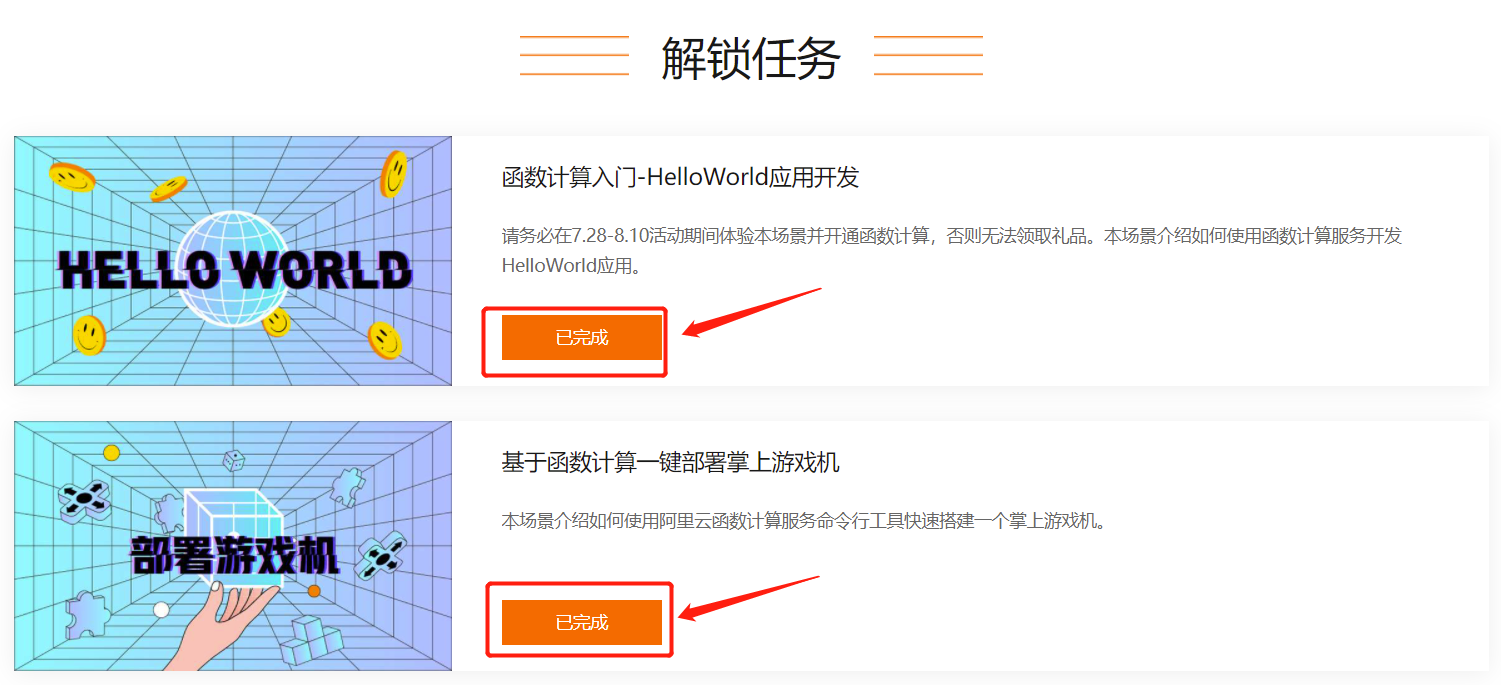 解锁任务
HELLO WORLD
函数计算入门-HelloWorld应用开发
请务必在7.28-8.10活动期间体验本场景并开通函数计算，否则无法领取礼品。本场景介绍如何使用函数计算服务开发
HelloWorld应用。
已完成
部署游戏机
基于函数计算一键部署掌上游戏机
本场景介绍如何使用阿里云函数计算服务命令行工具快速搭建一个掌上游戏机。
已完成